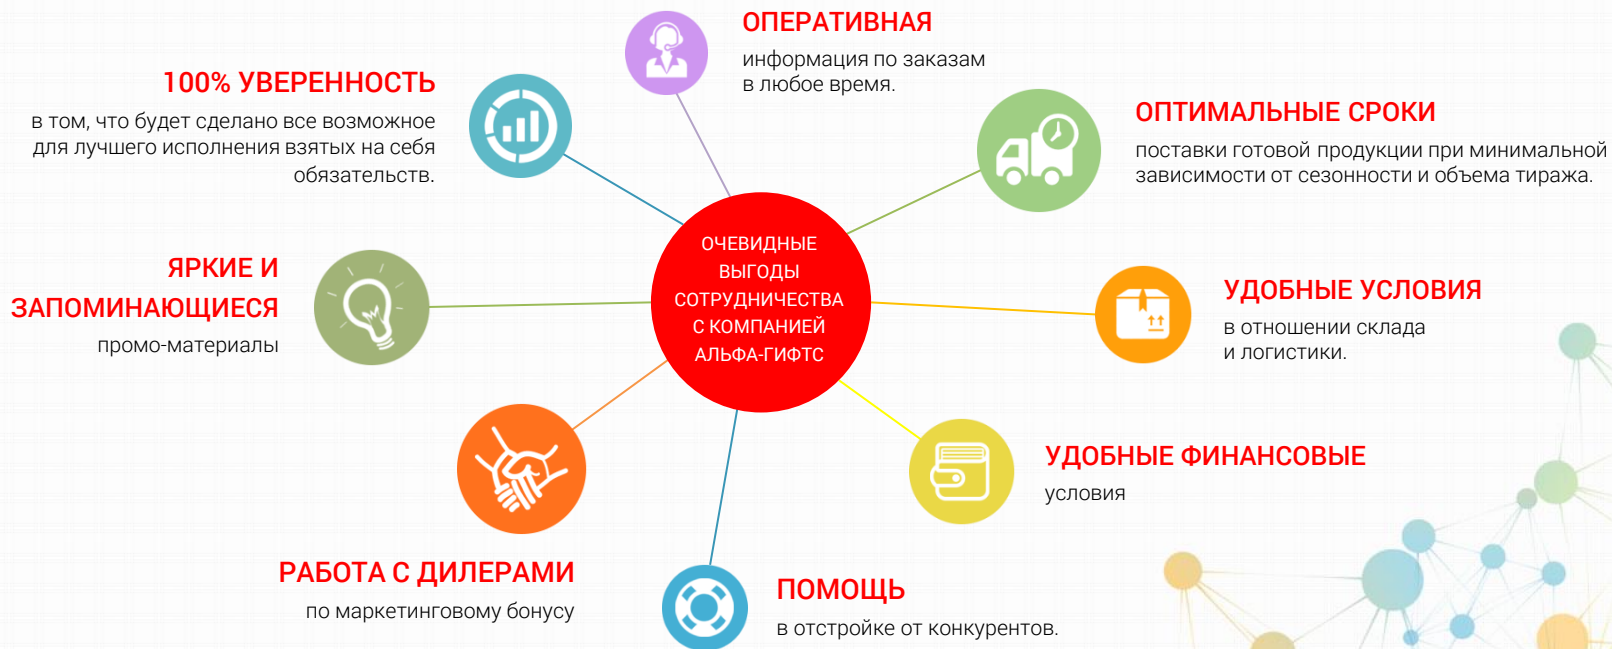 ОПЕРАТИВНАЯ
информация по заказам
в любое время.
100% УВЕРЕННОСТЬ
в том, что будет сделано все возможное
для лучшего исполнения взятых на себя
обязательств.
ОПТИМАЛЬНЫЕ СРОКИ
поставки готовой продукции при минимальной
зависимости от сезонности и объема тиража.
ЯРКИЕ И
ЗАПОМИНАЮЩИЕСЯ
промо-материалы
ОЧЕВИДНЫЕ
ВЫГОДЫ
СОТРУДНИЧЕСТВА
С КОМПАНИЕЙ
АЛЬФА-ГИФТС
УДОБНЫЕ УСЛОВИЯ
в отношении склада
и логистики.
УДОБНЫЕ ФИНАНСОВЫЕ
условия
РАБОТА С ДИЛЕРАМИ
по маркетинговому бонусу
ПОМОЩЬ
в отстройке от конкурентов.